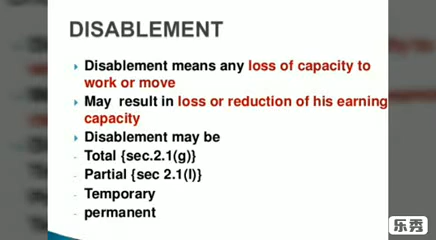 DISABLEMENT
Disablement means any loss of capacity to
work or move
May result in loss or reduction of his earning
capacity
Disablement may be
- Total {sec.2.1(g)}
- Partial {sec 2.1(l)}
- Temporary
- permanent
乐秀